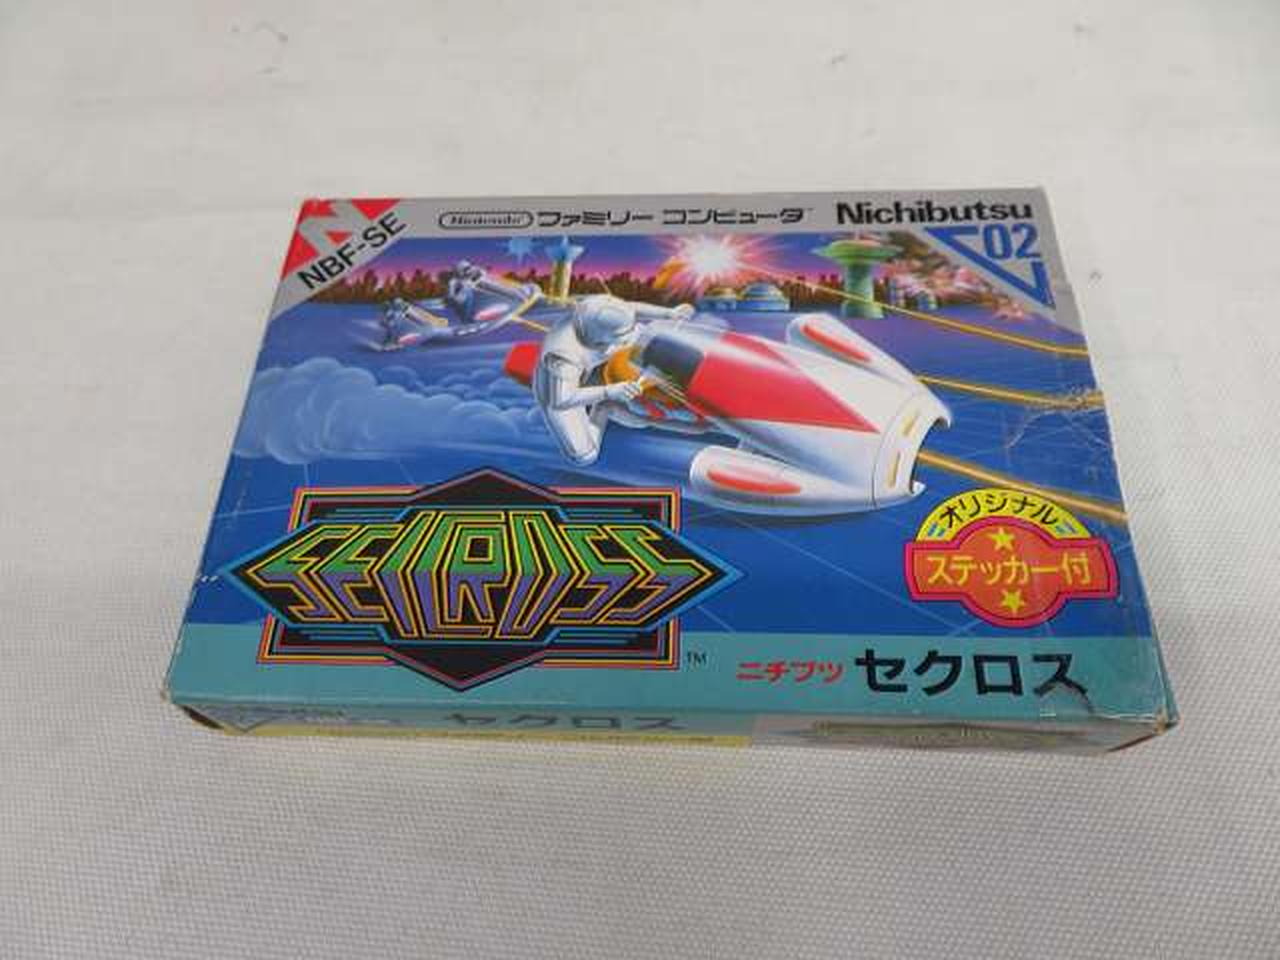 NBF-SE
Nintendo ファミリー コンピュータ™
Nichibutsu
02
SEICROSS
™
オリジナル
ステッカー付
ニチブツ セクロス
セクロス